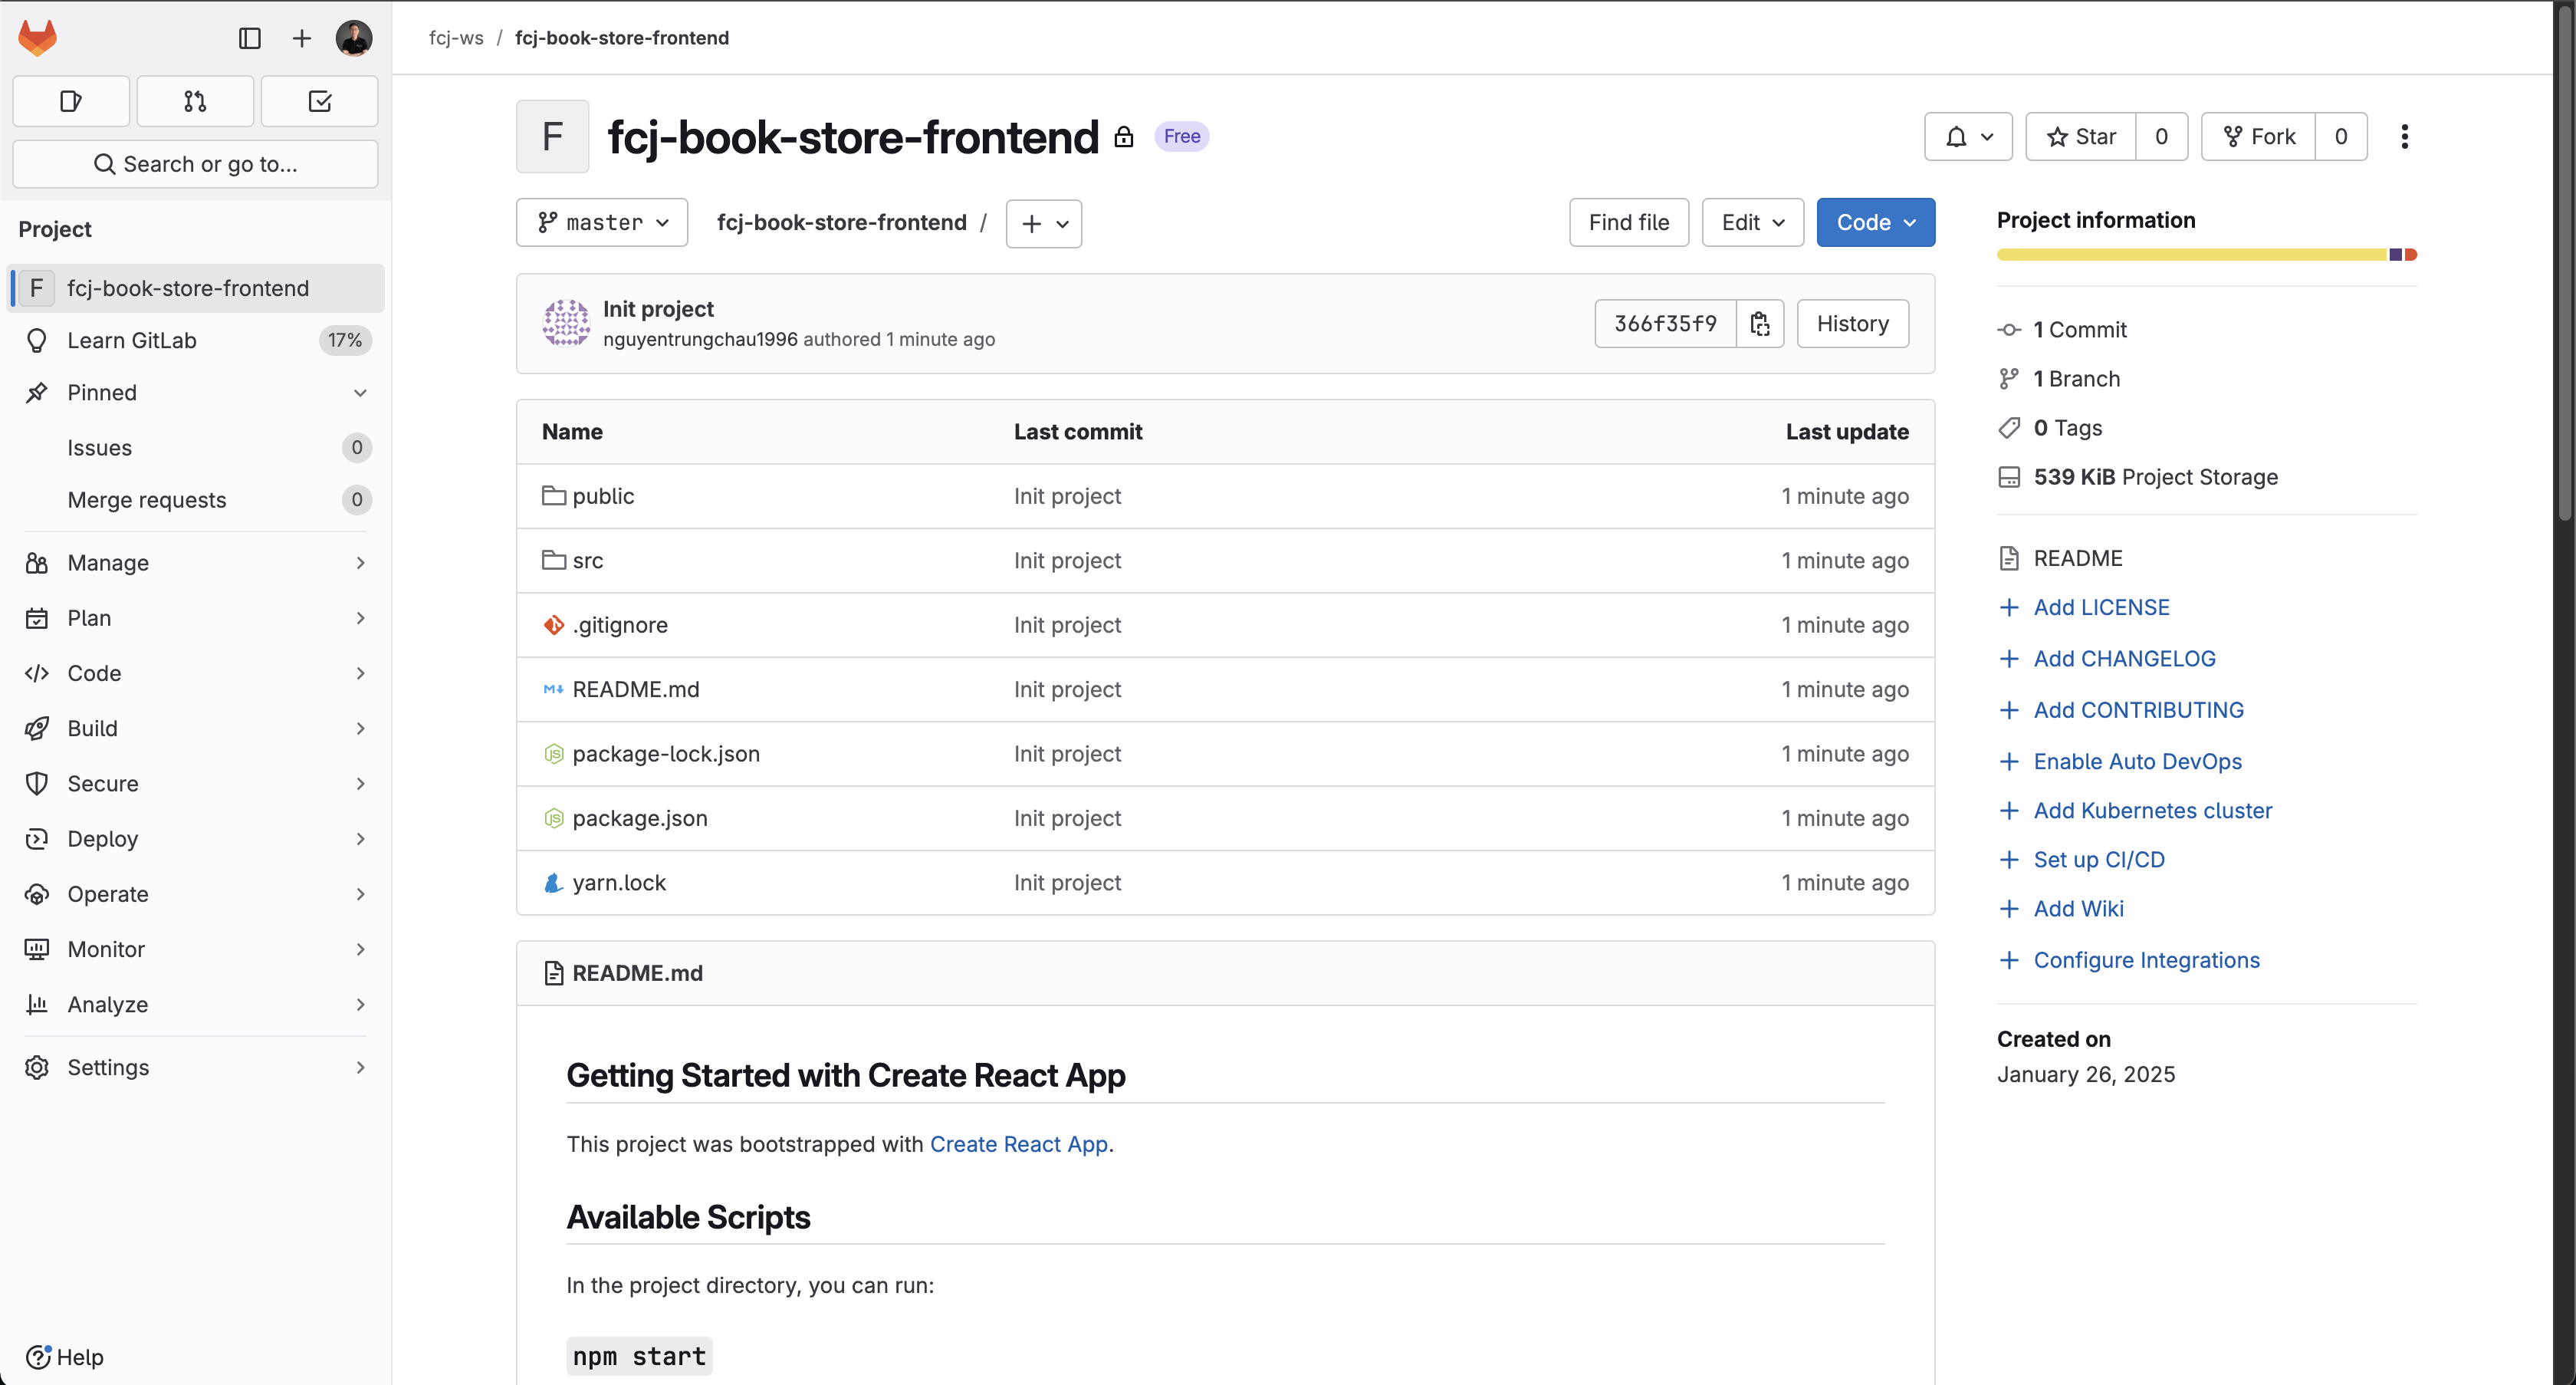 fcj-ws / fcj-book-store-frontend
Search or go to...
Project
F fcj-book-store-frontend
Learn GitLab 17%
Pinned
Issues 0
Merge requests 0
Manage
Plan
Code
Build
Secure
Deploy
Operate
Monitor
Analyze
Settings
Help
F fcj-book-store-frontend Free
Star 0 Fork 0
master fcj-book-store-frontend / +
Find file Edit Code
Init project
nguyentrungchau1996 authored 1 minute ago
366f35f9 History
Name Last commit Last update
public Init project 1 minute ago
src Init project 1 minute ago
.gitignore Init project 1 minute ago
README.md Init project 1 minute ago
package-lock.json Init project 1 minute ago
package.json Init project 1 minute ago
yarn.lock Init project 1 minute ago
README.md
Getting Started with Create React App
This project was bootstrapped with Create React App.
Available Scripts
In the project directory, you can run:
npm start
Project information
1 Commit
1 Branch
0 Tags
539 KiB Project Storage
README
Add LICENSE
Add CHANGELOG
Add CONTRIBUTING
Enable Auto DevOps
Add Kubernetes cluster
Set up CI/CD
Add Wiki
Configure Integrations
Created on
January 26, 2025